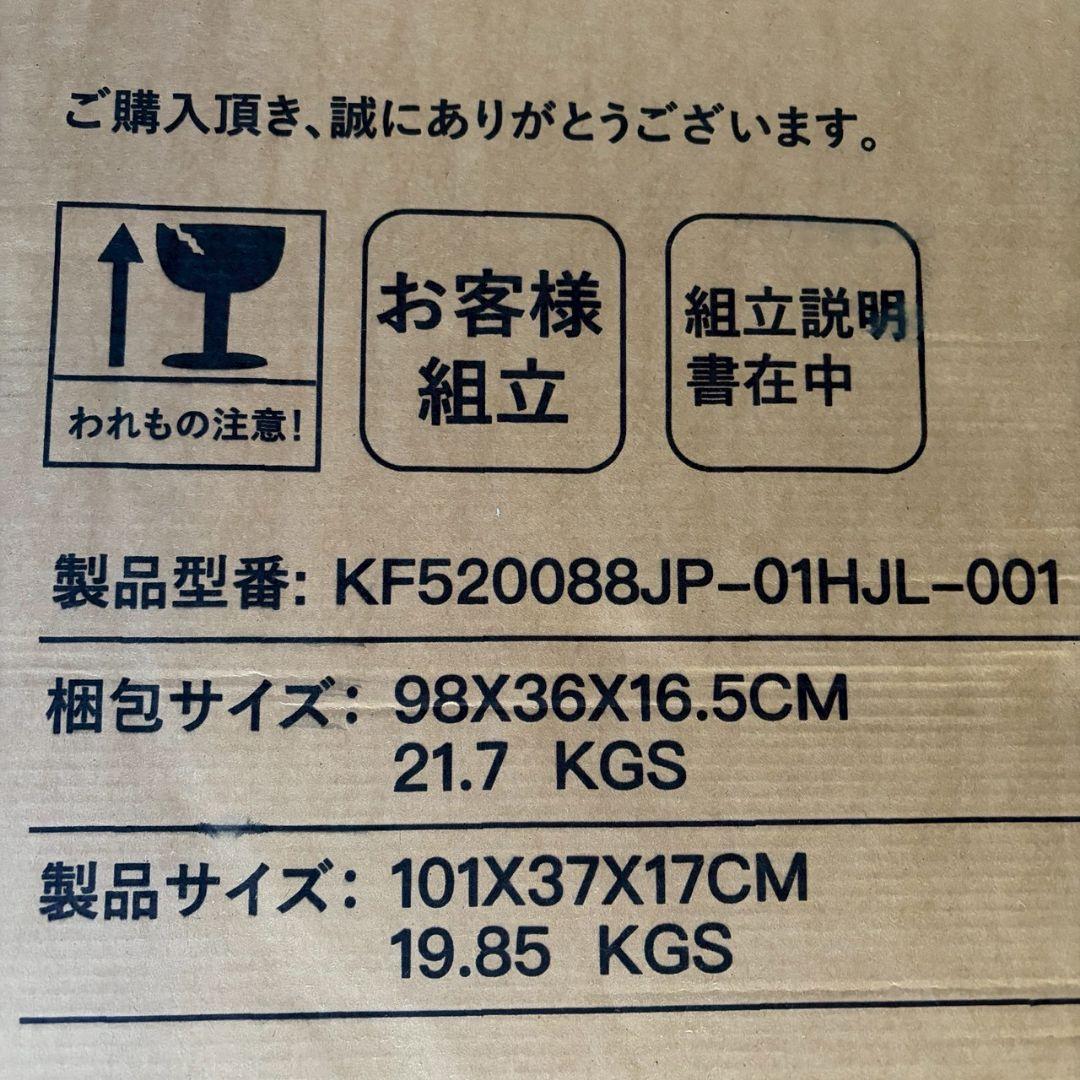 ご購入頂き、誠にありがとうございます。
われもの注意!
お客様
組立
組立説明
書在中
製品型番: KF520088JP-01HJL-001
梱包サイズ: 98X36X16.5CM
21.7 KGS
製品サイズ: 101X37X17CM
19.85 KGS